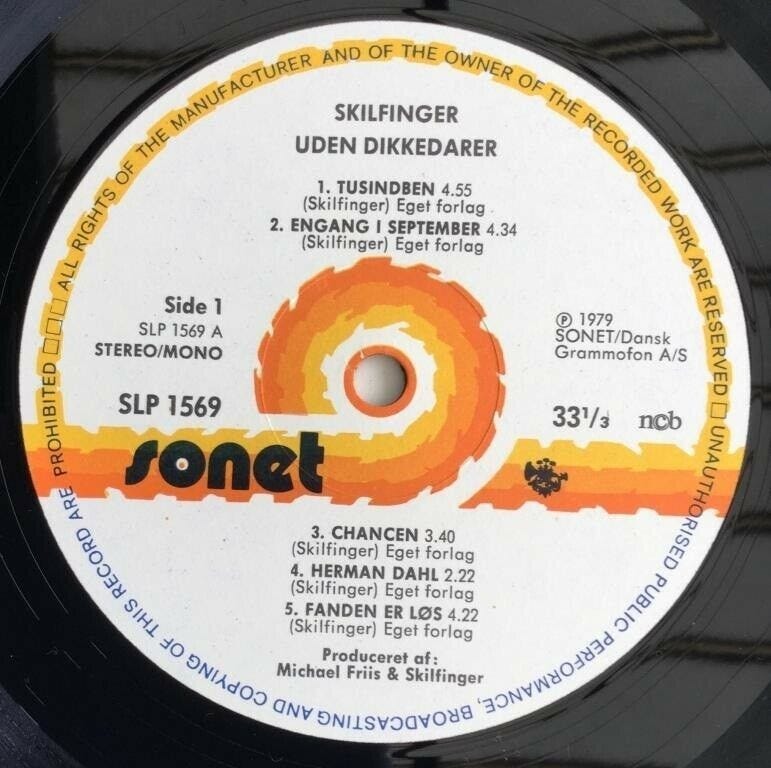 SKILFINGER
UDEN DIKKEDARER
1. TUSINDBEN 4.55
(Skilfinger) Eget forlag
2. ENGANG I SEPTEMBER 4.34
(Skilfinger) Eget forlag
Side 1
SLP 1569 A
STEREO/MONO
SLP 1569
℗ 1979
SONET/Dansk
Grammofon A/S
33 1/3 ncb
sonet
3. CHANCEN 3.40
(Skilfinger) Eget forlag
4. HERMAN DAHL 2.22
(Skilfinger) Eget forlag
5. FANDEN ER LØS 4.22
(Skilfinger) Eget forlag
Produceret af:
Michael Friis & Skilfinger
ALL RIGHTS OF THE MANUFACTURER AND OF THE OWNER OF THE RECORDED WORK ARE RESERVED □ UNAUTHORISED PUBLIC PERFORMANCE, BROADCASTING AND COPYING OF THIS RECORD ARE PROHIBITED □□□